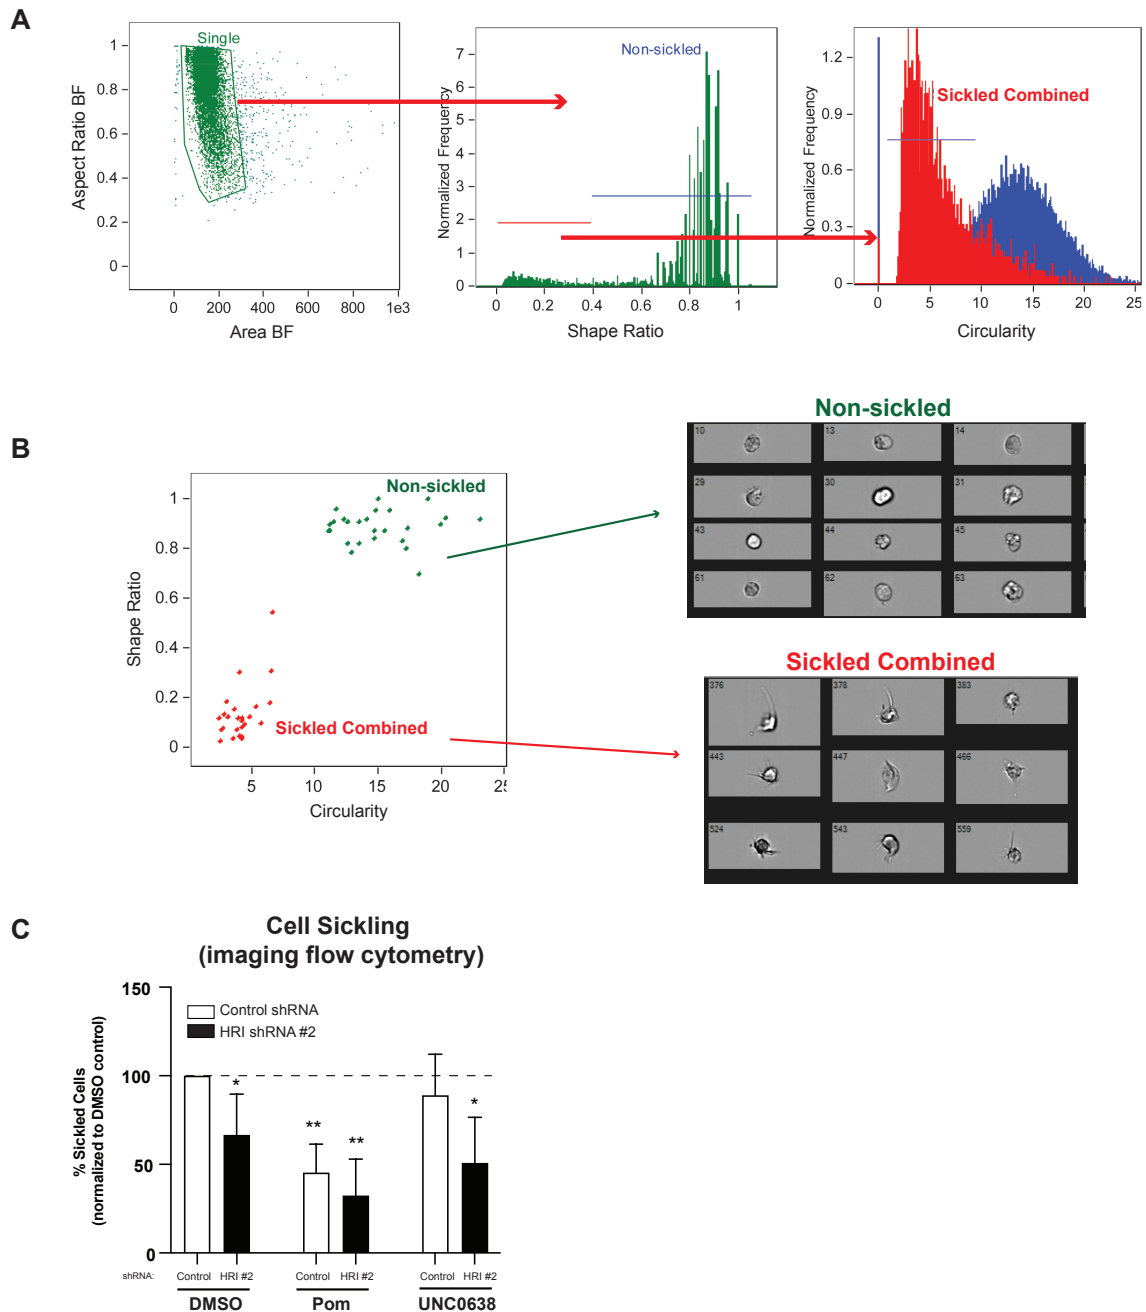 A
Single
Aspect Ratio BF
1
0.8
0.6
0.4
0.2
0
0 200 400 600 800 1e3
Area BF
Non-sickled
Normalized Frequency
7
6
5
4
3
2
1
0
0 0.2 0.4 0.6 0.8 1
Shape Ratio
Sickled Combined
Normalized Frequency
1.2
0.9
0.6
0.3
0
0 5 10 15 20 25
Circularity
B
Non-sickled
Sickled Combined
Shape Ratio
1
0.8
0.6
0.4
0.2
0
5 10 15 20
Circularity
Non-sickled
10 13 14
29 30 31
43 44 45
61 62 63
Sickled Combined
376 378 383
443 447 466
524 543 559
C
Cell Sickling
(imaging flow cytometry)
% Sickled Cells
(normalized to DMSO control)
150
100
50
0
Control shRNA
HRI shRNA #2
*
**
**
*
shRNA: Control HRI #2 Control HRI #2 Control HRI #2
DMSO Pom UNC0638